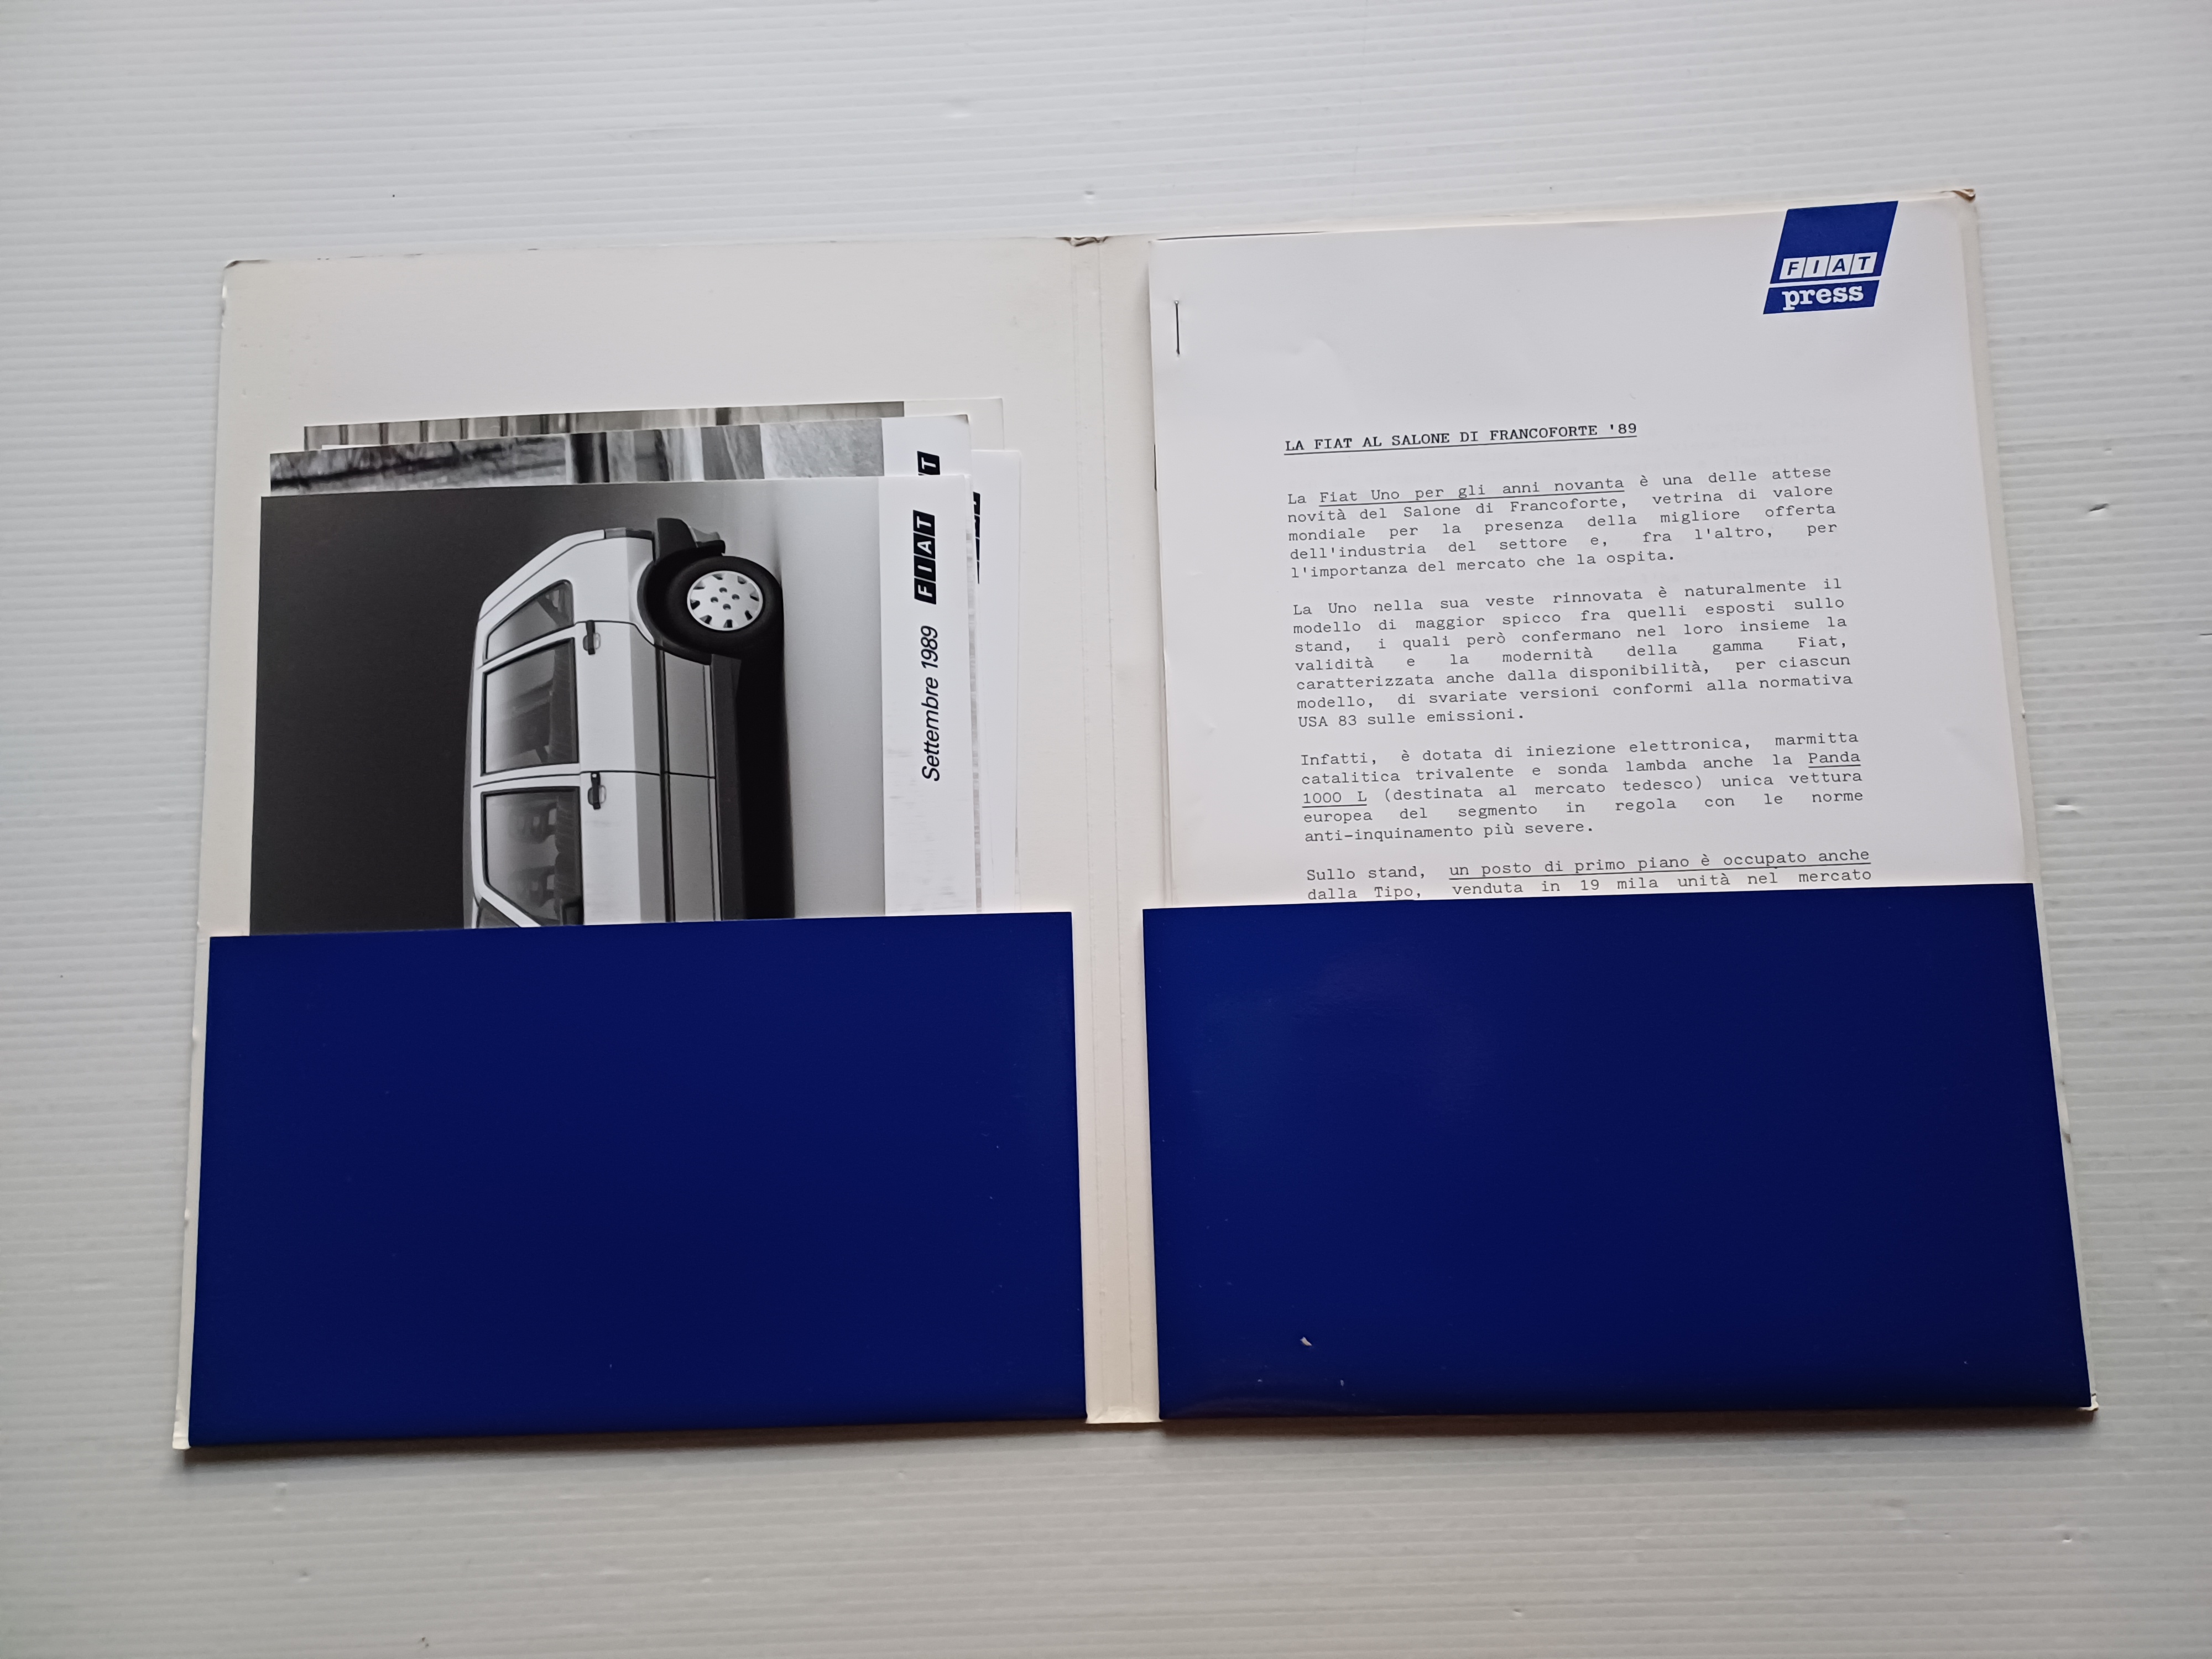 FIAT
Settembre 1989
T
FIAT
press
LA FIAT AL SALONE DI FRANCOFORTE '89
La Fiat Uno per gli anni novanta è una delle attese
novità del Salone di Francoforte, vetrina di valore
mondiale per la presenza della migliore offerta
dell'industria del settore e, fra l'altro, per
l'importanza del mercato che la ospita.
La Uno nella sua veste rinnovata è naturalmente il
modello di maggior spicco fra quelli esposti sullo
stand, i quali però confermano nel loro insieme la
validità e la modernità della gamma Fiat,
caratterizzata anche dalla disponibilità, per ciascun
modello, di svariate versioni conformi alla normativa
USA 83 sulle emissioni.
Infatti, è dotata di iniezione elettronica, marmitta
catalitica trivalente e sonda lambda anche la Panda
1000 L (destinata al mercato tedesco) unica vettura
europea del segmento in regola con le norme
anti-inquinamento più severe.
Sullo stand, un posto di primo piano è occupato anche
dalla Tipo, venduta in 19 mila unità nel mercato